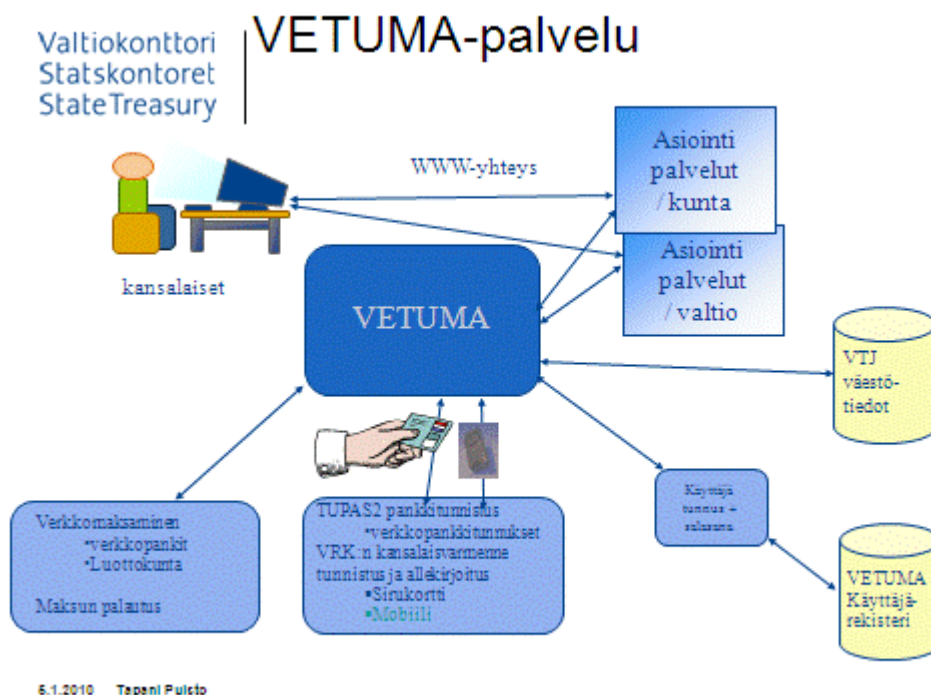 Valtiokonttori
Statskontoret
StateTreasury
VETUMA-palvelu
WWW-yhteys
Asiointi
palvelut
/ kunta
kansalaiset
Asiointi
palvelut
/ valtio
VETUMA
VTJ
väestö-
tiedot
Verkkomaksaminen
•verkkopankit
•Luottokunta
Maksun palautus
TUPAS2 pankkitunnistus
•verkkopankkitunnukset
VRK:n kansalaisvarmenne
tunnistus ja allekirjoitus
▪Sirukortti
▪Mobiili
Käyttäjä
tunnus +
salasana
VETUMA
Käyttäjä-
rekisteri
5.1.2010 Tapani Puisto